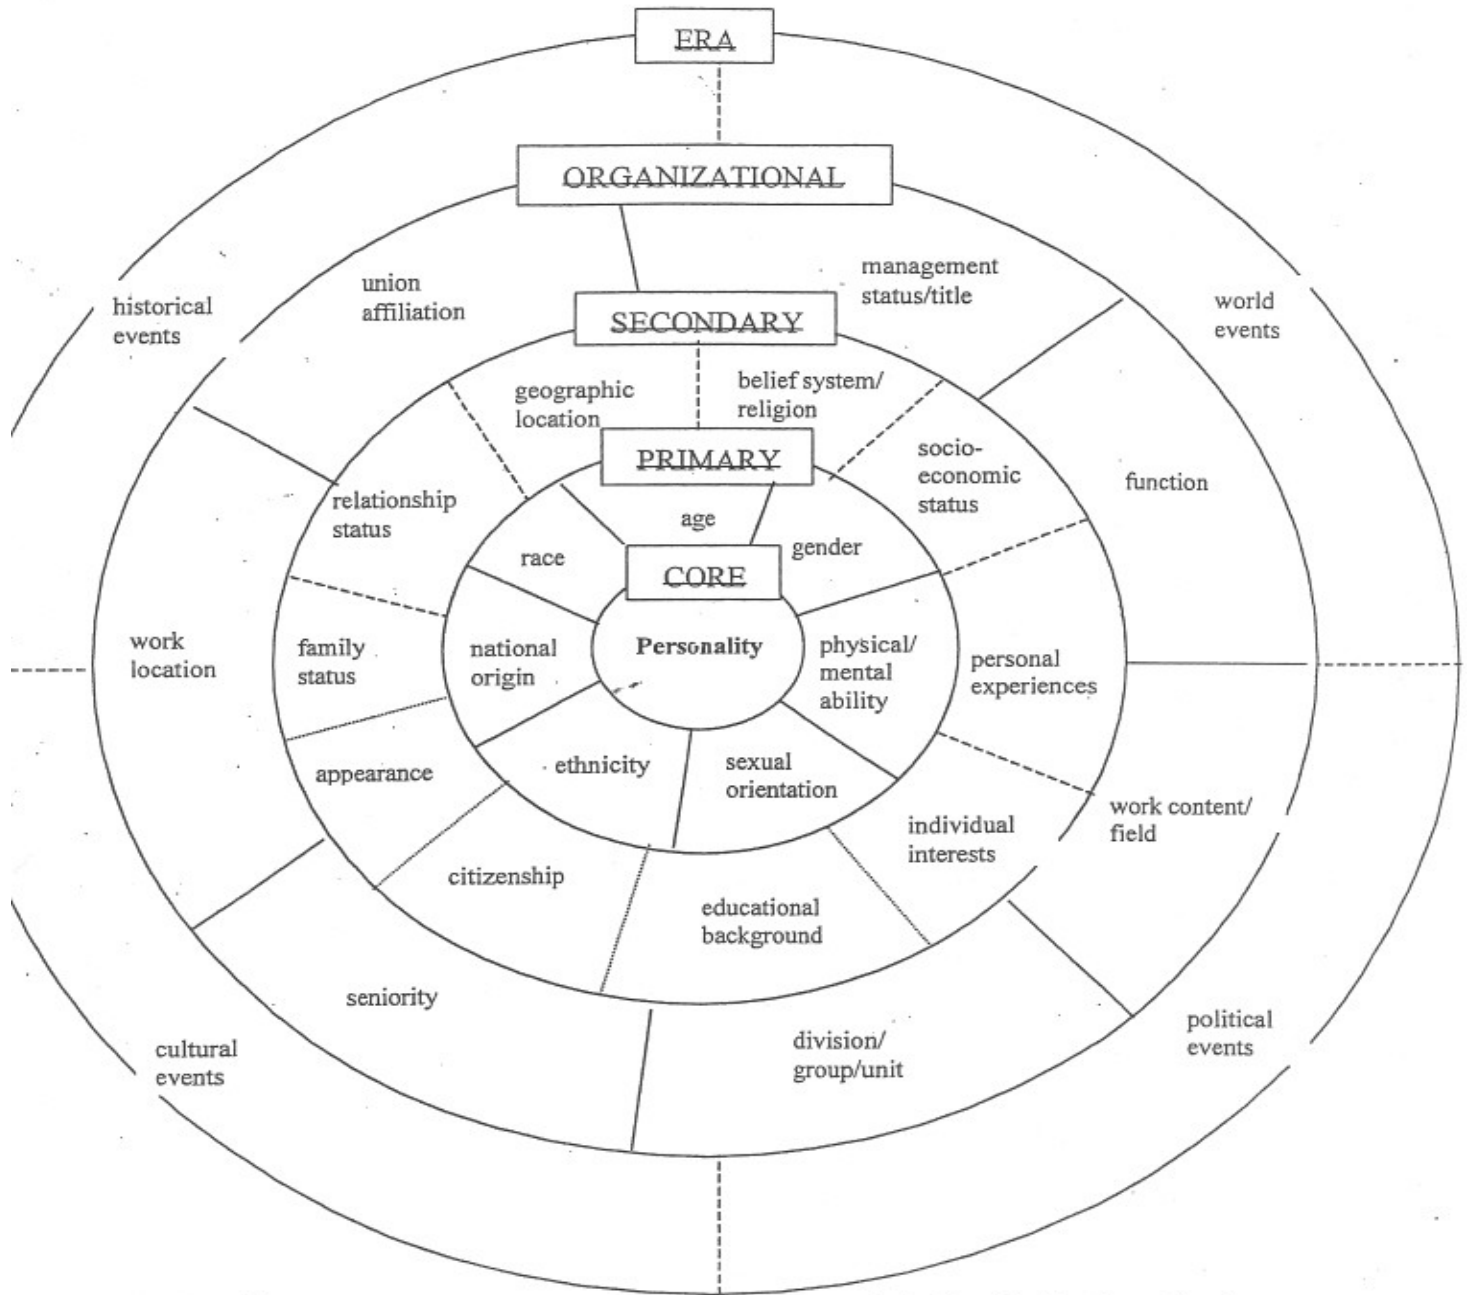 ERA
ORGANIZATIONAL
historical
events
union
affiliation
management
status/title
world
events
SECONDARY
geographic
location
belief system/
religion
PRIMARY
socio-
economic
status
function
relationship
status
age
race
gender
CORE
work
location
family
status
national
origin
Personality
physical/
mental
ability
personal
experiences
appearance
ethnicity
sexual
orientation
individual
interests
work content/
field
citizenship
educational
background
seniority
division/
group/unit
political
events
cultural
events